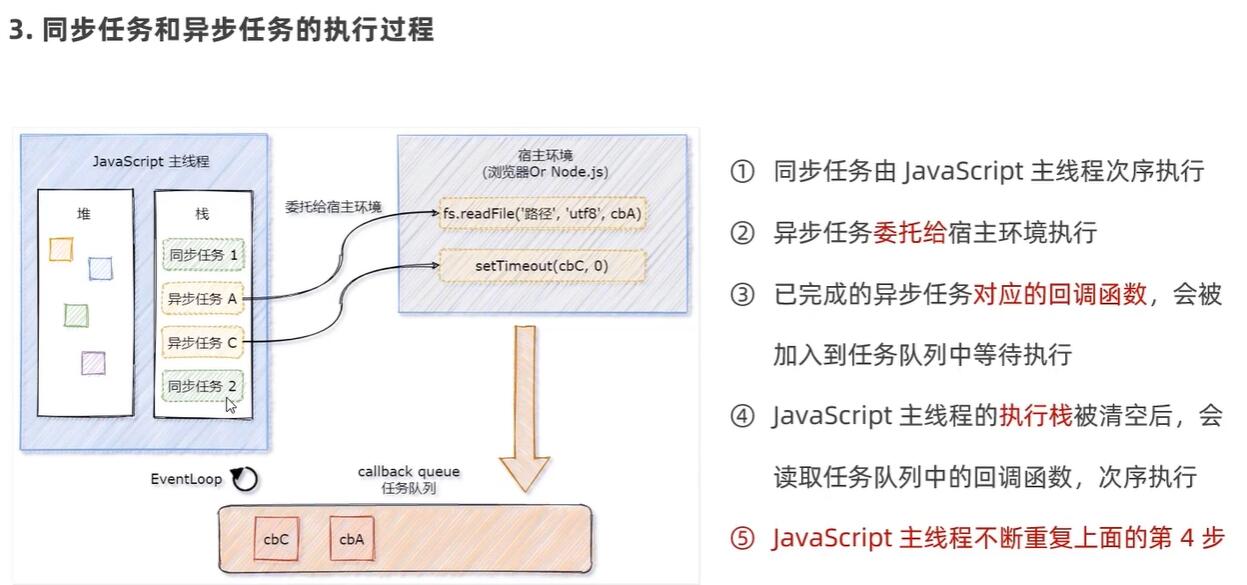 3. 同步任务和异步任务的执行过程
JavaScript 主线程
堆
栈
同步任务 1
异步任务 A
异步任务 C
同步任务 2
委托给宿主环境
宿主环境
(浏览器Or Node.js)
fs.readFile('路径', 'utf8', cbA)
setTimeout(cbC, 0)
EventLoop
callback queue
任务队列
cbC
cbA
① 同步任务由 JavaScript 主线程次序执行
② 异步任务委托给宿主环境执行
③ 已完成的异步任务对应的回调函数，会被
加入到任务队列中等待执行
④ JavaScript 主线程的执行栈被清空后，会
读取任务队列中的回调函数，次序执行
⑤ JavaScript 主线程不断重复上面的第 4 步